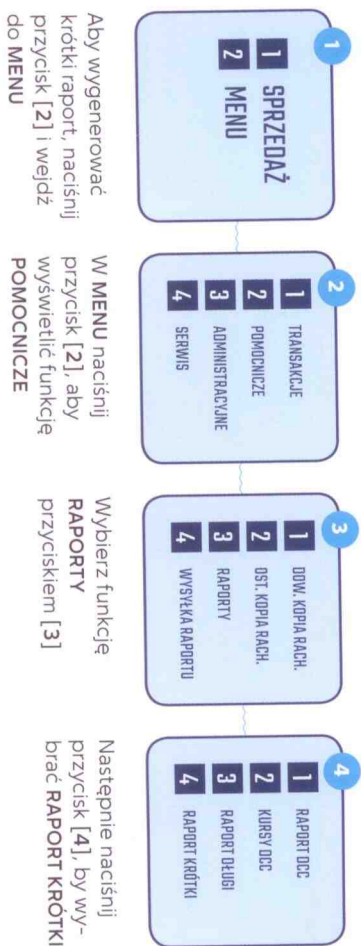 1
1 SPRZEDAŻ
2 MENU
Aby wygenerować
krótki raport, naciśnij
przycisk [2] i wejdź
do MENU
2
1 TRANSAKCJE
2 POMOCNICZE
3 ADMINISTRACYJNE
4 SERWIS
W MENU naciśnij
przycisk [2], aby
wyświetlić funkcję
POMOCNICZE
3
1 DOW. KOPIA RACH.
2 OST. KOPIA RACH.
3 RAPORTY
4 WYSYŁKA RAPORTU
Wybierz funkcję
RAPORTY
przyciskiem [3]
4
1 RAPORT DCC
2 KURSY DCC
3 RAPORT DŁUGI
4 RAPORT KRÓTKI
Następnie naciśnij
przycisk [4], by wy-
brać RAPORT KRÓTKI